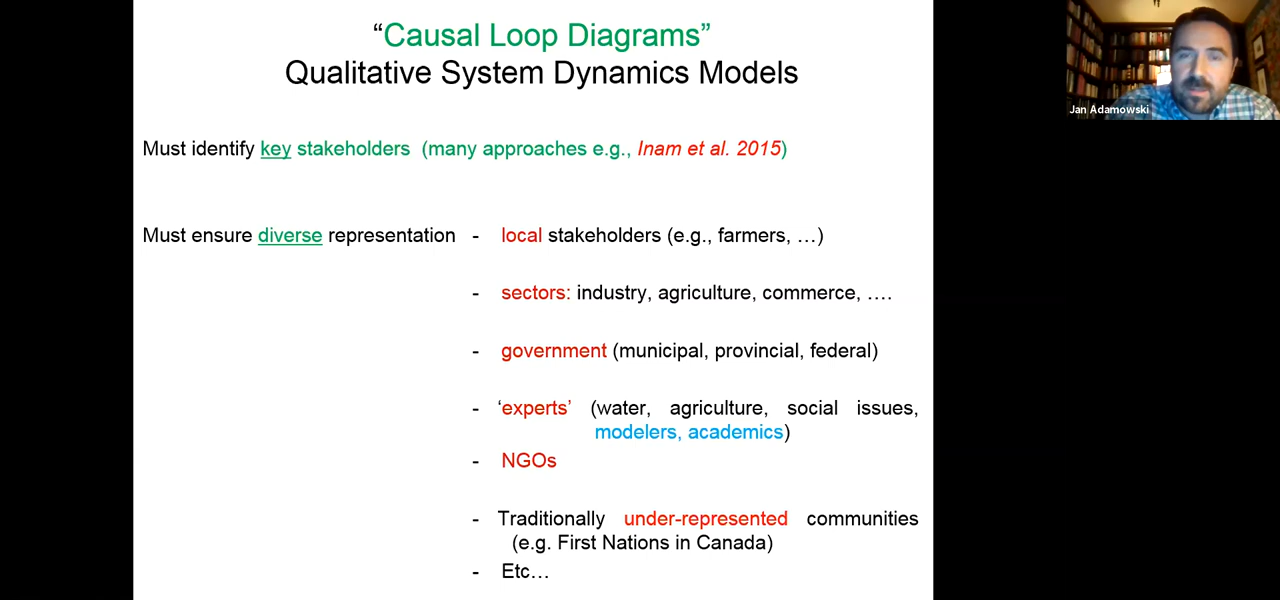 “Causal Loop Diagrams”
Qualitative System Dynamics Models
Jan Adamowski
Must identify key stakeholders (many approaches e.g., Inam et al. 2015)
Must ensure diverse representation - local stakeholders (e.g., farmers, …)
- sectors: industry, agriculture, commerce, ….
- government (municipal, provincial, federal)
- ‘experts’ (water, agriculture, social issues,
modelers, academics)
- NGOs
- Traditionally under-represented communities
(e.g. First Nations in Canada)
- Etc…